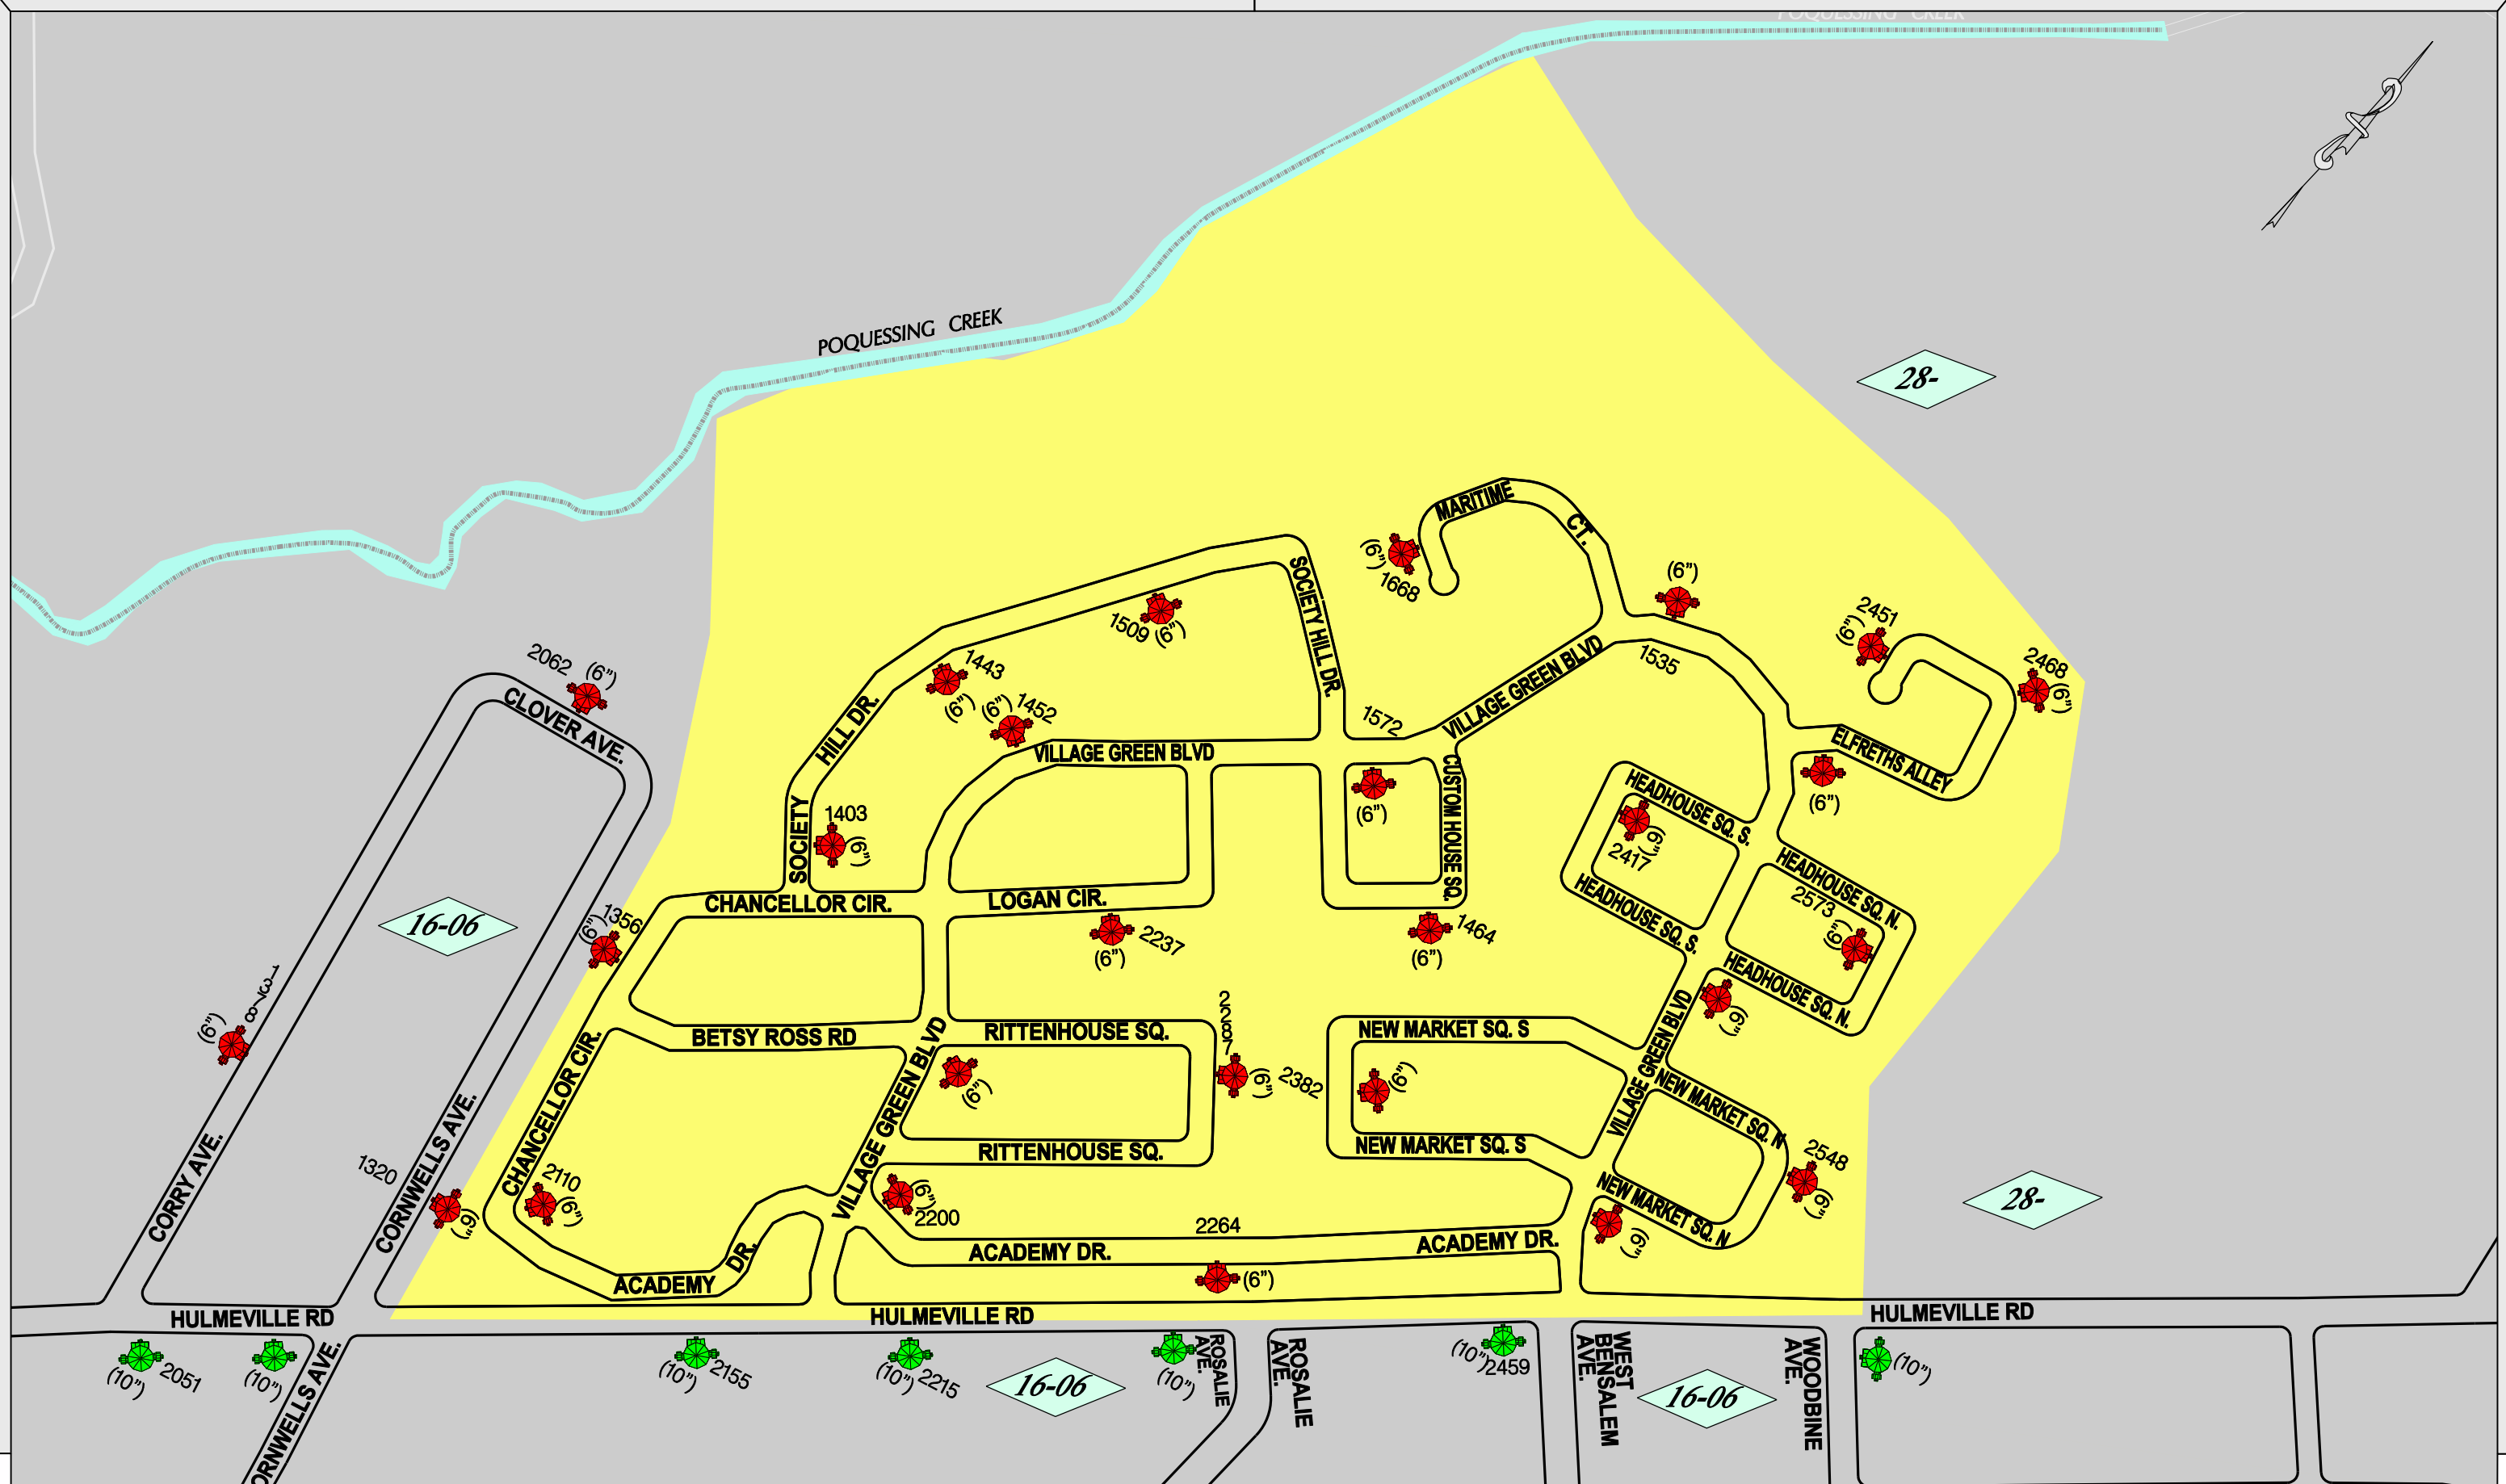 POQUESSING CREEK
POQUESSING CREEK
28-
MARITIME
CT.
(6")
1668
(6")
SOCIETY HILL DR.
1509 (6")
2451
(6")
2468
(6")
2062 (6")
CLOVER AVE.
1443
(6")
(6")
1452
HILL DR.
SOCIETY
1403
(6")
VILLAGE GREEN BLVD
1572
VILLAGE GREEN BLVD
1535
ELFRETHS ALLEY
(6")
(6")
CUSTOM HOUSE SQ.
HEADHOUSE SQ. S.
(6")
2417
HEADHOUSE SQ. S.
HEADHOUSE SQ. N.
2573
(6")
HEADHOUSE SQ. N.
(6")
CHANCELLOR CIR.
LOGAN CIR.
16-06
1356
(6")
2237
(6")
1464
(6")
1873
(6")
BETSY ROSS RD
RITTENHOUSE SQ.
2287
(6")
2382
NEW MARKET SQ. S
(6")
VILLAGE GREEN BLVD
VILLAGE GREEN BLVD
(6")
CHANCELLOR CIR.
RITTENHOUSE SQ.
NEW MARKET SQ. S
NEW MARKET SQ. N
2548
(6")
NEW MARKET SQ. N
(6")
28-
CORRY AVE.
1320
CORNWELLS AVE.
(6")
2110
(6")
(6")
2200
2264
ACADEMY DR.
ACADEMY DR.
ACADEMY
DR.
(6")
HULMEVILLE RD
HULMEVILLE RD
HULMEVILLE RD
(10") 2051
(10")
CORNWELLS AVE.
(10") 2155
(10") 2215
16-06
(10")
ROSALIE
AVE.
ROSALIE
AVE.
(10") 2459
WEST
BENSALEM
AVE.
16-06
WOODBINE
AVE.
(10")